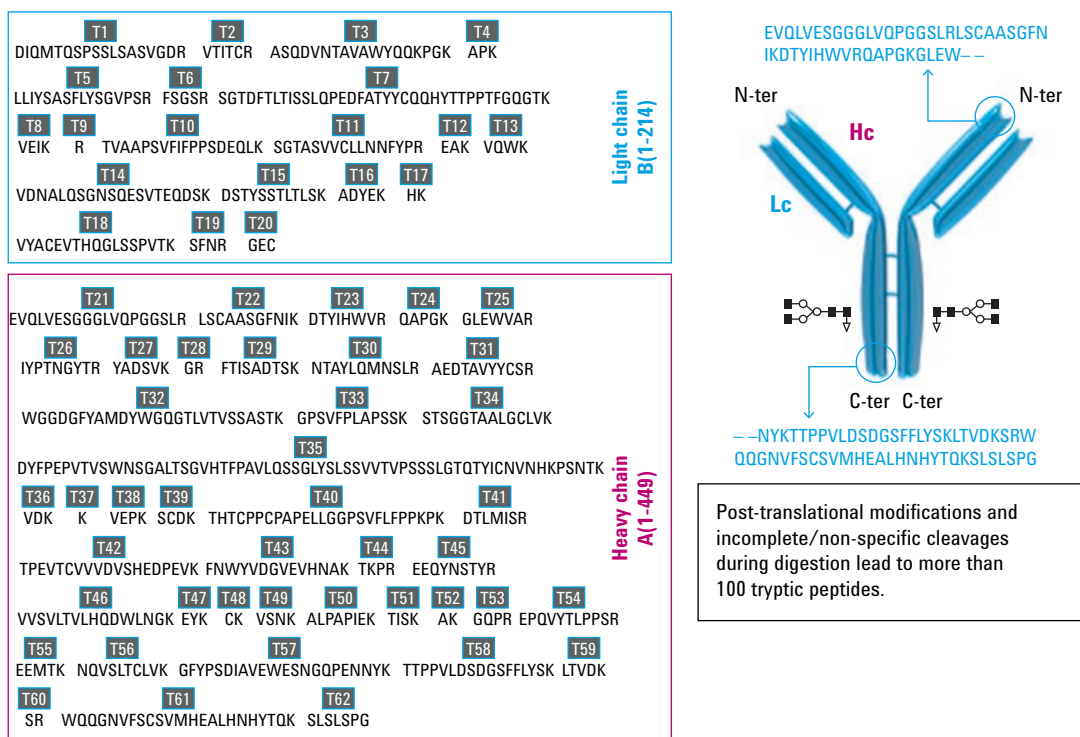 T1 T2 T3 T4
DIQMTQSPSSLSASVGDR VTITCR ASQDVNTAVAWYQQKPGK APK
T5 T6 T7
LLIYSASFLYSGVPSR FSGSR SGTDFTLTISSLQPEDFATYYCQQHYTTPPTFGQGTK
T8 T9 T10 T11 T12 T13
VEIK R TVAAPSVFIFPPSDEQLK SGTASVVCLLNNFYPR EAK VQWK
T14 T15 T16 T17
VDNALQSGNSQESVTEQDSK DSTYSSTLTLSK ADYEK HK
T18 T19 T20
VYACEVTHQGLSSPVTK SFNR GEC
Light chain
B(1-214)
T21 T22 T23 T24 T25
EVQLVESGGGLVQPGGSLR LSCAASGFNIK DTYIHWVR QAPGK GLEWVAR
T26 T27 T28 T29 T30 T31
IYPTNGYTR YADSVK GR FTISADTSK NTAYLQMNSLR AEDTAVYYCSR
T32 T33 T34
WGGDGFYAMDYWGQGTLVTVSSASTK GPSVFPLAPSSK STSGGTAALGCLVK
T35
DYFPEPVTVSWNSGALTSGVHTFPAVLQSSGLYSLSSVVTVPSSSLGTQTYICNVNHKPSNTK
T36 T37 T38 T39 T40 T41
VDK K VEPK SCDK THTCPPCPAPELLGGPSVFLFPPKPK DTLMISR
T42 T43 T44 T45
TPEVTCVVVDVSHEDPEVK FNWYVDGVEVHNAK TKPR EEQYNSTYR
T46 T47 T48 T49 T50 T51 T52 T53 T54
VVSVLTVLHQDWLNGK EYK CK VSNK ALPAPIEK TISK AK GQPR EPQVYTLPPSR
T55 T56 T57 T58 T59
EEMTK NQVSLTCLVK GFYPSDIAVEWESNGQPENNYK TTPPVLDSDGSFFLYSK LTVDK
T60 T61 T62
SR WQQGNVFSCSVMHEALHNHYTQK SLSLSPG
Heavy chain
A(1-449)
EVQLVESGGGLVQPGGSLRLSCAASGFN
IKDTYIHWVRQAPGKGLEW– –
N-ter N-ter
Hc
Lc
C-ter C-ter
– –NYKTTPPVLDSDGSFFLYSKLTVDKSRW
QQGNVFSCSVMHEALHNHYTQKSLSLSPG
Post-translational modifications and
incomplete/non-specific cleavages
during digestion lead to more than
100 tryptic peptides.